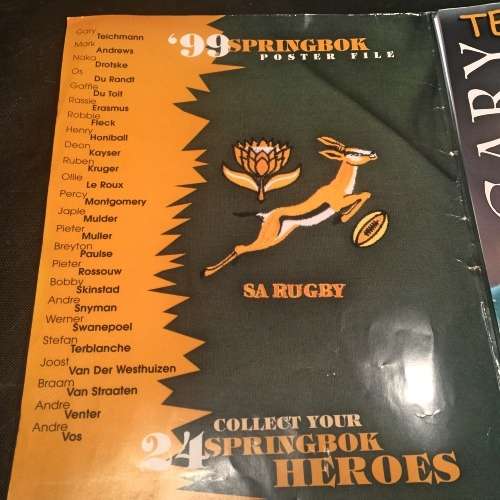 Gary
Teichmann
Mark
Andrews
Naka
Drotske
Os
Du Randt
Gaffie
Du Toit
Rassie
Erasmus
Robbie
Fleck
Henry
Honiball
Deon
Kayser
Ruben
Kruger
Ollie
Le Roux
Percy
Montgomery
Japie
Mulder
Pieter
Muller
Breyton
Paulse
Pieter
Rossouw
Bobby
Skinstad
Andre
Snyman
Werner
Swanepoel
Stefan
Terblanche
Joost
Van Der Westhuizen
Braam
Van Straaten
Andre
Venter
Andre
Vos
'99 SPRINGBOK
POSTER FILE
SA RUGBY
COLLECT YOUR
24 SPRINGBOK
HEROES
TE
GARY